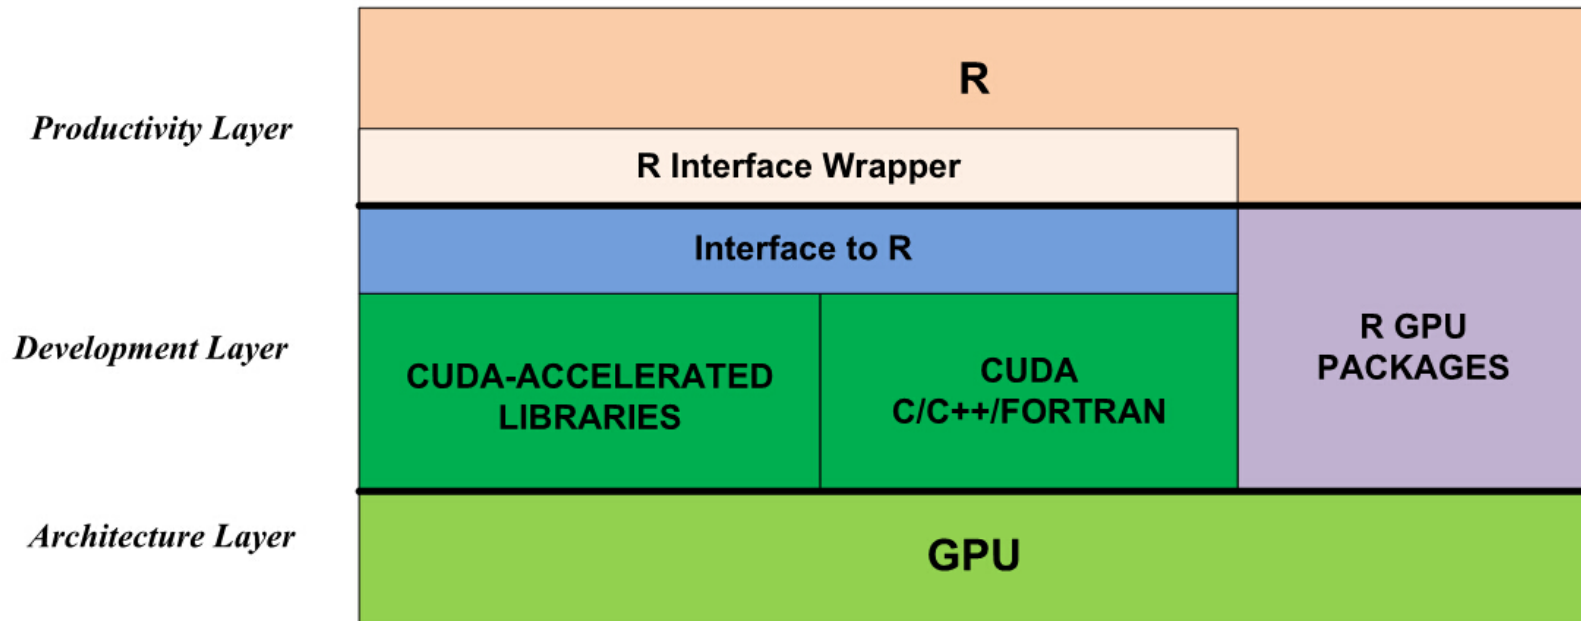 R
Productivity Layer
R Interface Wrapper
Interface to R
Development Layer
CUDA-ACCELERATED
LIBRARIES
CUDA
C/C++/FORTRAN
R GPU
PACKAGES
Architecture Layer
GPU